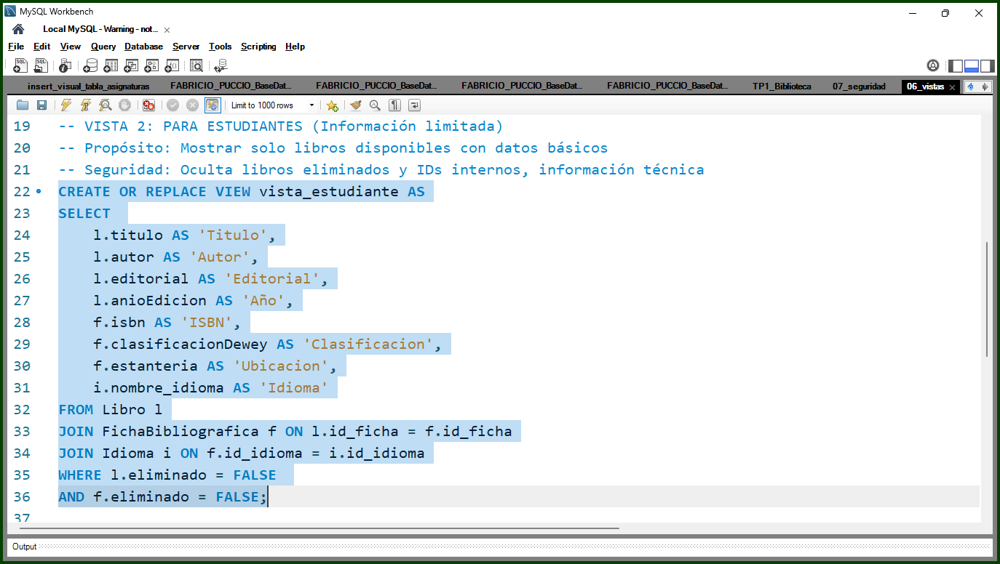 MySQL Workbench
Local MySQL - Warning - not...
File Edit View Query Database Server Tools Scripting Help
insert_visual_tabla_asignaturas FABRICIO_PUCCIO_BaseDat... FABRICIO_PUCCIO_BaseDat... FABRICIO_PUCCIO_BaseDat... FABRICIO_PUCCIO_BaseDat... TP1_Biblioteca 07_seguridad 06_vistas
Limit to 1000 rows
19 -- VISTA 2: PARA ESTUDIANTES (Información limitada)
20 -- Propósito: Mostrar solo libros disponibles con datos básicos
21 -- Seguridad: Oculta libros eliminados y IDs internos, información técnica
22 CREATE OR REPLACE VIEW vista_estudiante AS
23 SELECT
24 l.titulo AS 'Titulo',
25 l.autor AS 'Autor',
26 l.editorial AS 'Editorial',
27 l.anioEdicion AS 'Año',
28 f.isbn AS 'ISBN',
29 f.clasificacionDewey AS 'Clasificacion',
30 f.estanteria AS 'Ubicacion',
31 i.nombre_idioma AS 'Idioma'
32 FROM Libro l
33 JOIN FichaBibliografica f ON l.id_ficha = f.id_ficha
34 JOIN Idioma i ON f.id_idioma = i.id_idioma
35 WHERE l.eliminado = FALSE
36 AND f.eliminado = FALSE;
37
Output